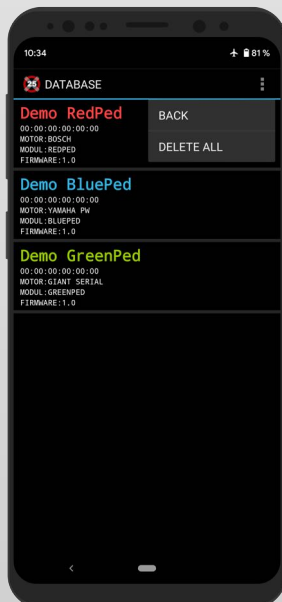 10:34 81%
25 DATABASE
Demo RedPed
00:00:00:00:00:00
MOTOR:BOSCH
MODUL:REDPED
FIRMWARE:1.0
BACK
DELETE ALL
Demo BluePed
00:00:00:00:00:00
MOTOR:YAMAHA PW
MODUL:BLUEPED
FIRMWARE:1.0
Demo GreenPed
00:00:00:00:00:00
MOTOR:GIANT SERIAL
MODUL:GREENPED
FIRMWARE:1.0